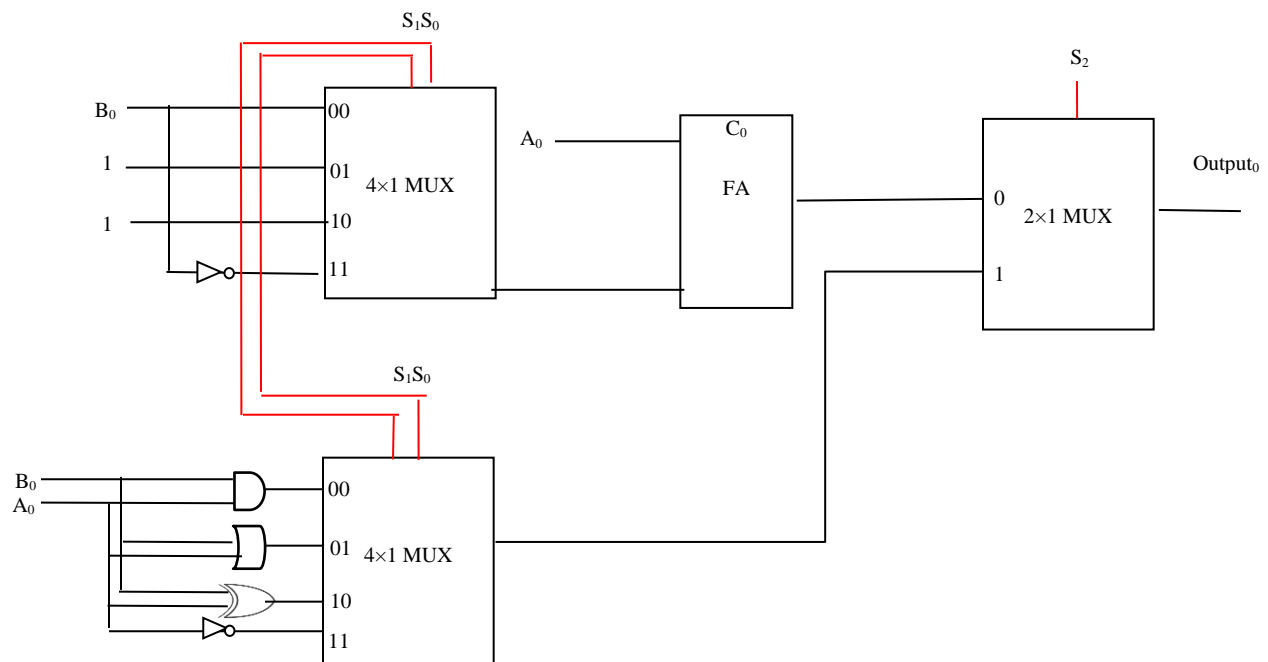 S₁S₀
B₀
00
1
01
4×1 MUX
1
10
11
A₀
C₀
FA
S₂
0
2×1 MUX
1
Output₀
S₁S₀
B₀
A₀
00
01
4×1 MUX
10
11